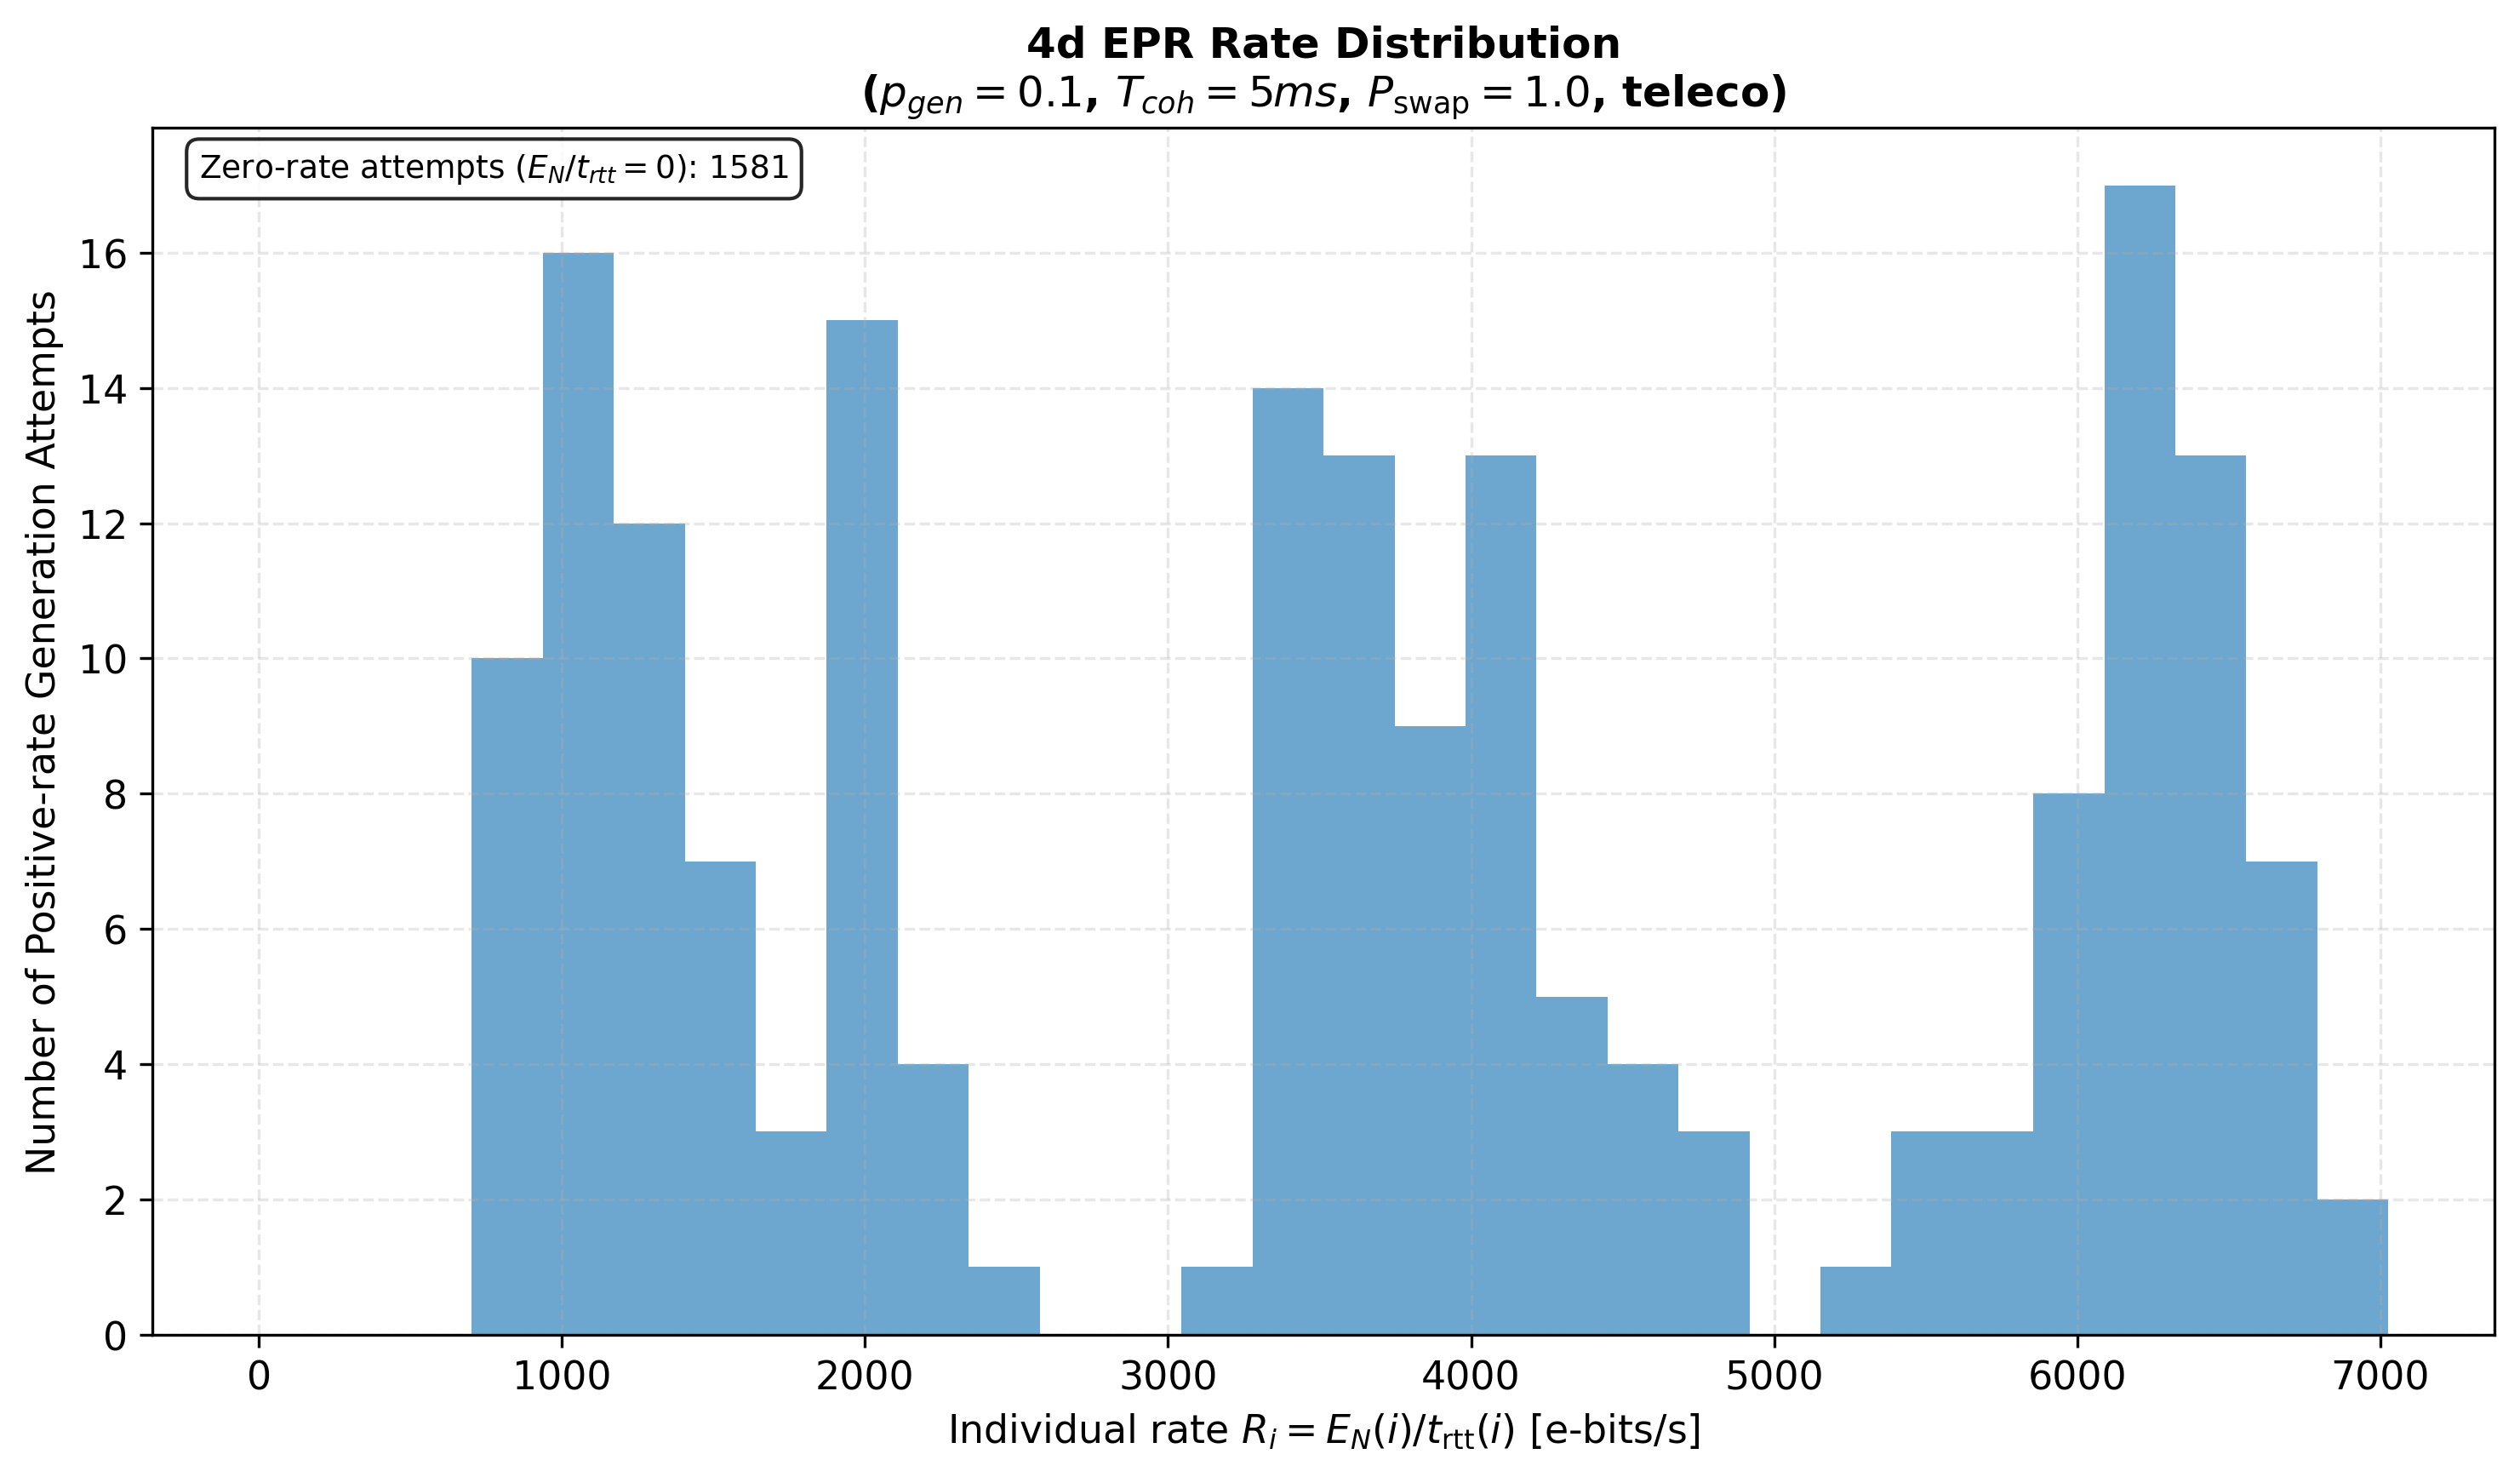 4d EPR Rate Distribution
(p_gen = 0.1, T_coh = 5ms, P_swap = 1.0, teleco)
Zero-rate attempts (E_N/t_rtt = 0): 1581
Number of Positive-rate Generation Attempts
16
14
12
10
8
6
4
2
0
0 1000 2000 3000 4000 5000 6000 7000
Individual rate R_i = E_N(i)/t_rtt(i) [e-bits/s]